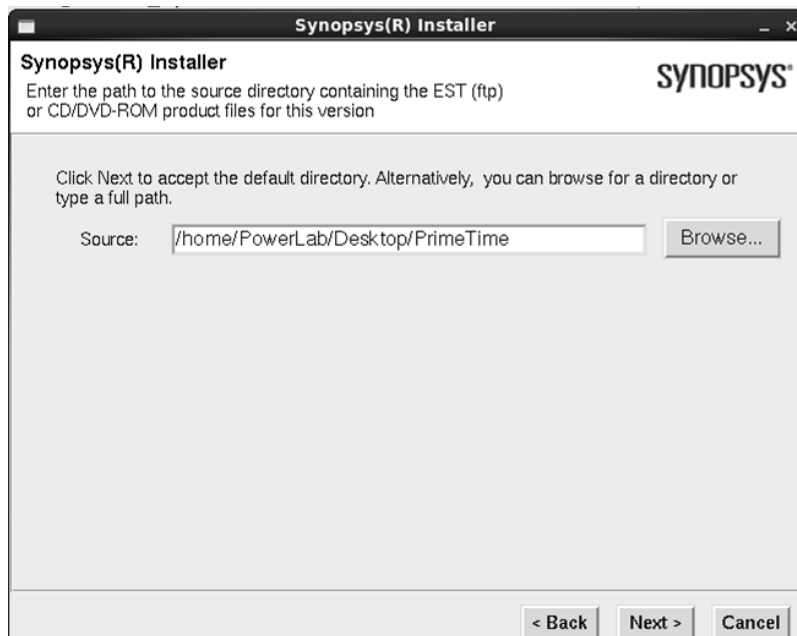 Synopsys(R) Installer
Synopsys(R) Installer
SYNOPSYS®
Enter the path to the source directory containing the EST (ftp)
or CD/DVD-ROM product files for this version
Click Next to accept the default directory. Alternatively, you can browse for a directory or
type a full path.
Source: /home/PowerLab/Desktop/PrimeTime Browse...
< Back Next > Cancel